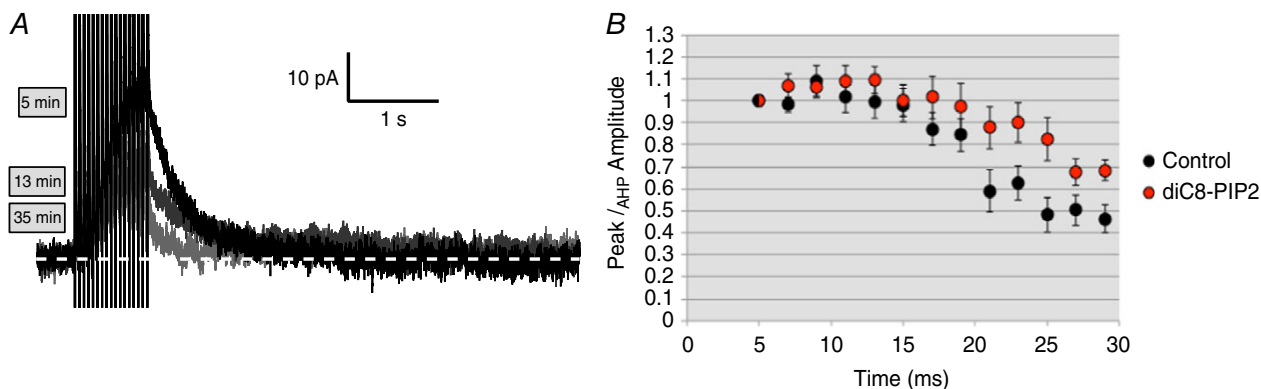 A
5 min
13 min
35 min
10 pA
1 s
B
Peak I_AHP Amplitude
1.3
1.2
1.1
1
0.9
0.8
0.7
0.6
0.5
0.4
0.3
0.2
0.1
0
0
5
10
15
20
25
30
Time (ms)
Control
diC8-PIP2